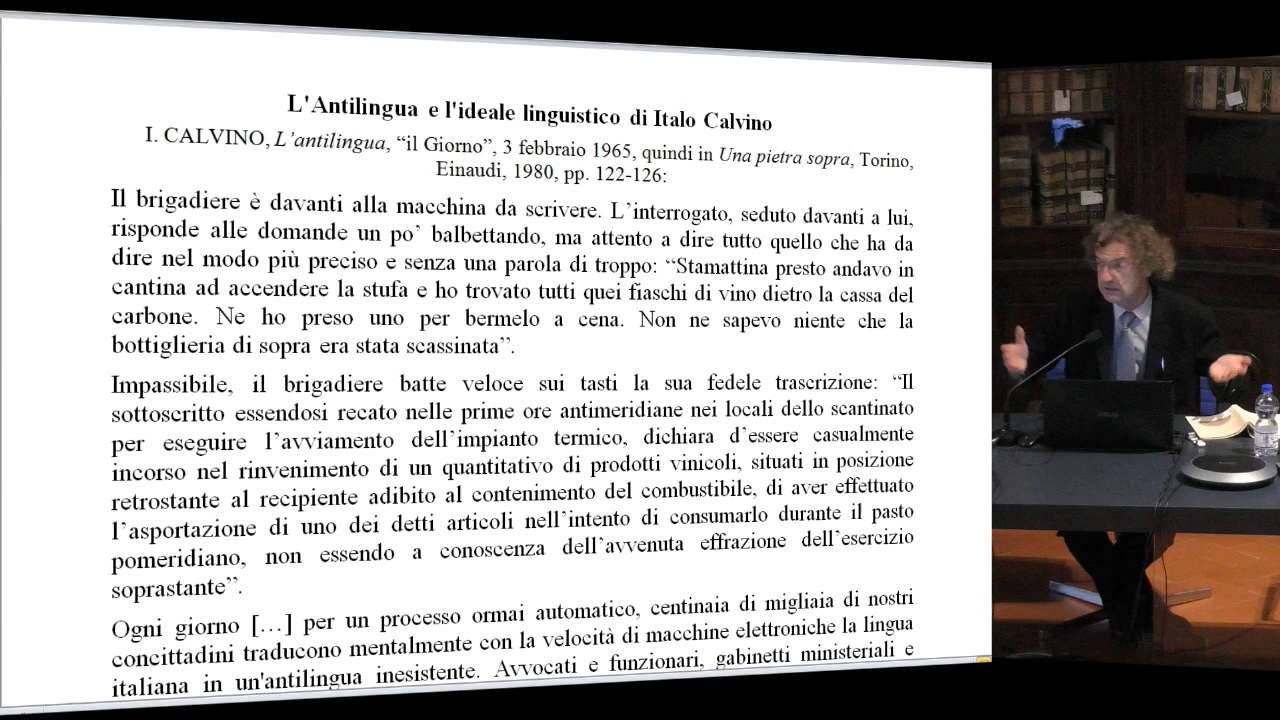 L'Antilingua e l'ideale linguistico di Italo Calvino
I. CALVINO, L’antilingua, “il Giorno”, 3 febbraio 1965, quindi in Una pietra sopra, Torino,
Einaudi, 1980, pp. 122-126:
Il brigadiere è davanti alla macchina da scrivere. L’interrogato, seduto davanti a lui,
risponde alle domande un po’ balbettando, ma attento a dire tutto quello che ha da
dire nel modo più preciso e senza una parola di troppo: “Stamattina presto andavo in
cantina ad accendere la stufa e ho trovato tutti quei fiaschi di vino dietro la cassa del
carbone. Ne ho preso uno per bermelo a cena. Non ne sapevo niente che la
bottiglieria di sopra era stata scassinata”.
Impassibile, il brigadiere batte veloce sui tasti la sua fedele trascrizione: “Il
sottoscritto essendosi recato nelle prime ore antimeridiane nei locali dello scantinato
per eseguire l’avviamento dell’impianto termico, dichiara d’essere casualmente
incorso nel rinvenimento di un quantitativo di prodotti vinicoli, situati in posizione
retrostante al recipiente adibito al contenimento del combustibile, di aver effettuato
l’asportazione di uno dei detti articoli nell’intento di consumarlo durante il pasto
pomeridiano, non essendo a conoscenza dell’avvenuta effrazione dell’esercizio
soprastante”.
Ogni giorno […] per un processo ormai automatico, centinaia di migliaia di nostri
concittadini traducono mentalmente con la velocità di macchine elettroniche la lingua
italiana in un'antilingua inesistente. Avvocati e funzionari, gabinetti ministeriali e